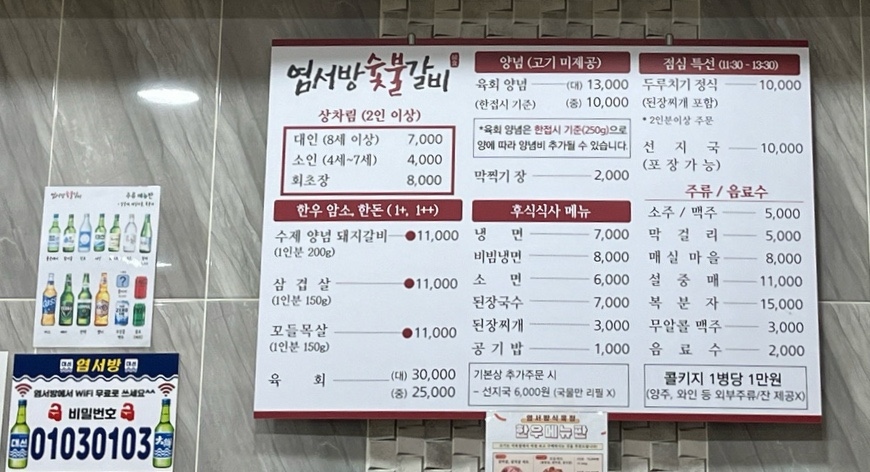 염서방숯불갈비
상차림 (2인 이상)
대인 (8세 이상) 7,000
소인 (4세~7세) 4,000
회초장 8,000
한우 암소, 한돈 (1+, 1++)
수제 양념 돼지갈비 11,000
(1인분 200g)
삼 겹 살 11,000
(1인분 150g)
꼬들목살 11,000
(1인분 150g)
육 회 (대) 30,000
(중) 25,000
양념 (고기 미제공)
육회 양념 (대) 13,000
(한접시 기준) (중) 10,000
*육회 양념은 한접시 기준(250g)으로
양에 따라 양념비 추가될 수 있습니다.
막찍기장 2,000
후식식사 메뉴
냉 면 7,000
비빔냉면 8,000
소 면 6,000
된장국수 7,000
된장찌개 3,000
공 기 밥 1,000
기본상 추가주문 시
- 선지국 6,000원 (국물만 리필 X)
점심 특선 (11:30 - 13:30)
두루치기 정식 10,000
(된장찌개 포함)
* 2인분이상 주문
선 지 국 10,000
(포장가능)
주류 / 음료수
소주 / 맥주 5,000
막 걸 리 5,000
매실 마을 8,000
설 중 매 11,000
복 분 자 15,000
무알콜 맥주 3,000
음 료 수 2,000
콜키지 1병당 1만원
(양주, 와인 등 외부주류/잔 제공X)
주류 메뉴판
염서방
염서방에서 WiFi 무료로 쓰세요^^
비밀번호
01030103
대선
염서방식육점
한우메뉴판